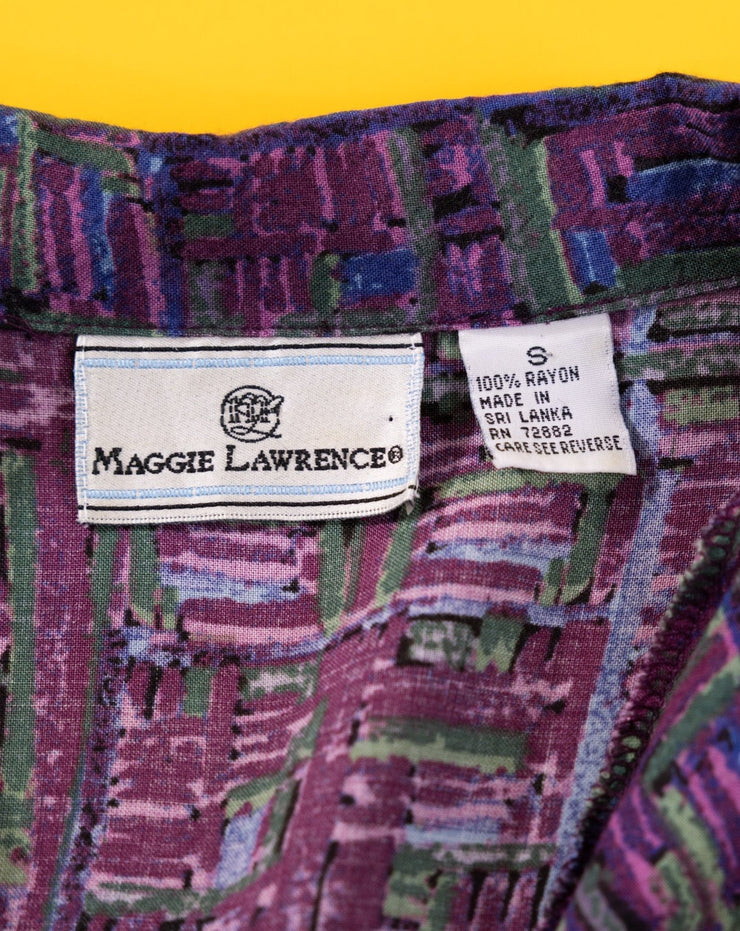 MAGGIE LAWRENCE®
S
100% RAYON
MADE IN
SRI LANKA
RN 72882
CARE SEE REVERSE